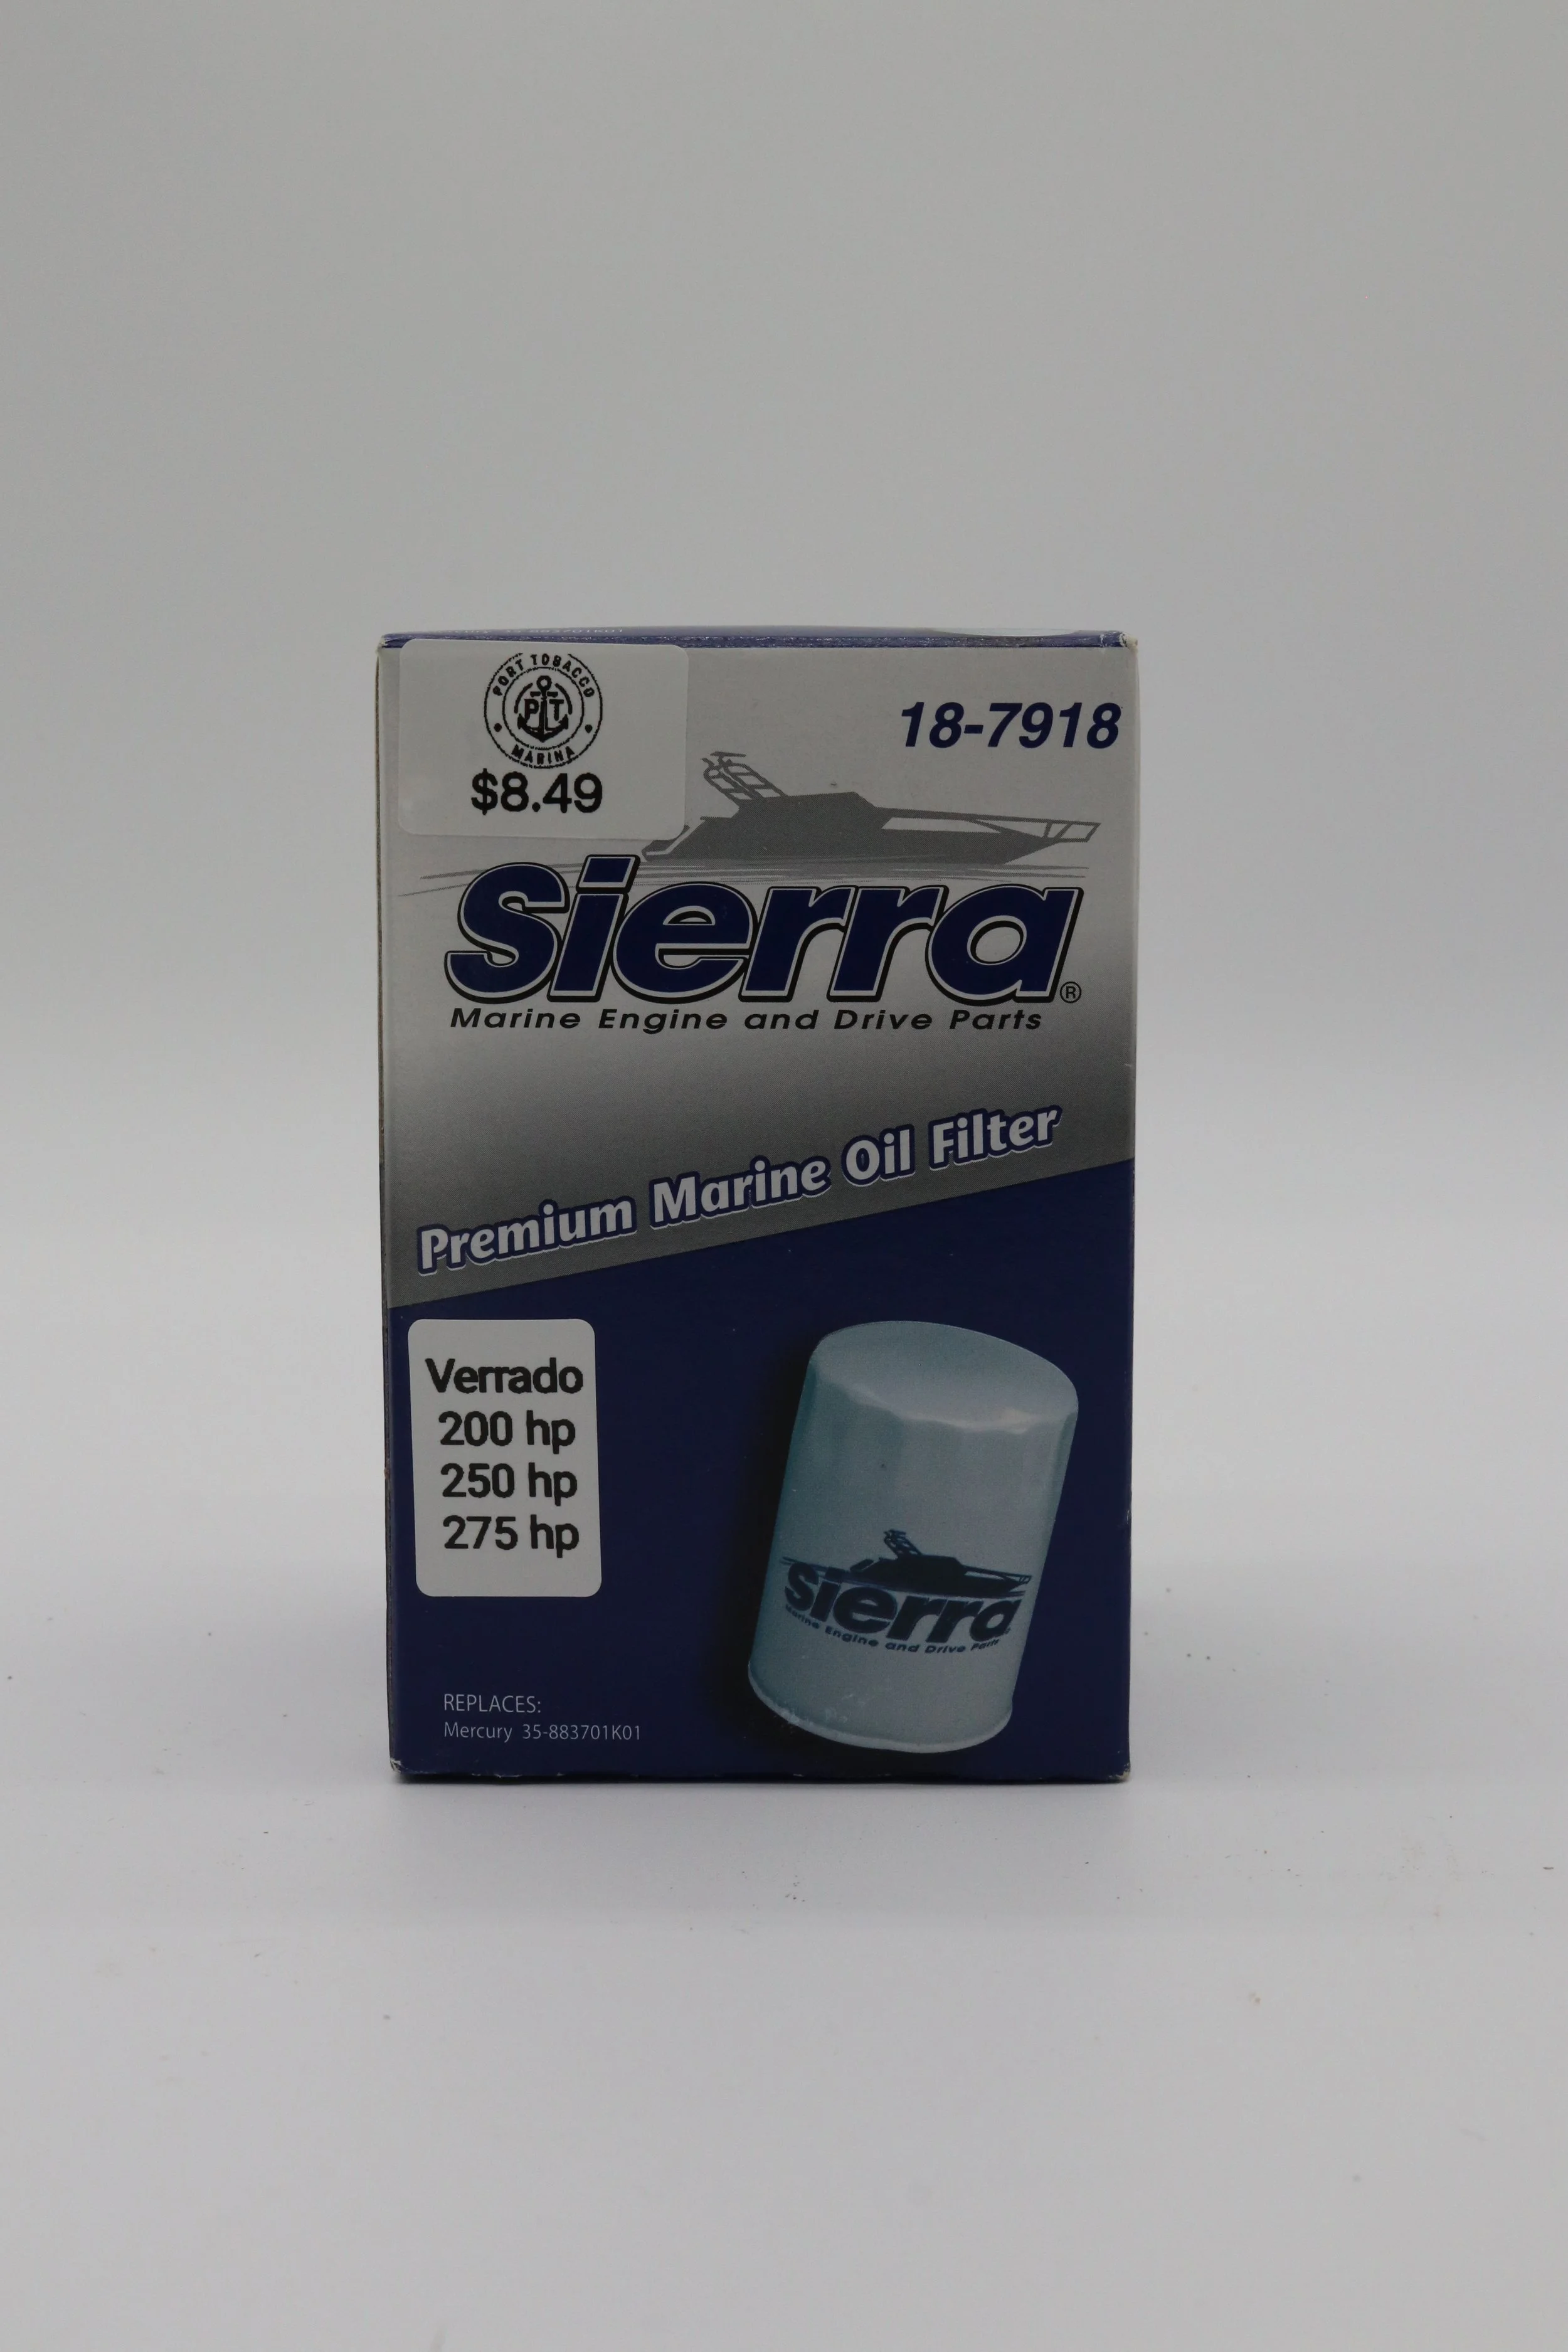 PORT TOBACCO
PT
MARINA
$8.49
18-7918
Sierra®
Marine Engine and Drive Parts
Premium Marine Oil Filter
Verrado
200 hp
250 hp
275 hp
Sierra
Marine Engine and Drive Parts
REPLACES:
Mercury 35-883701K01